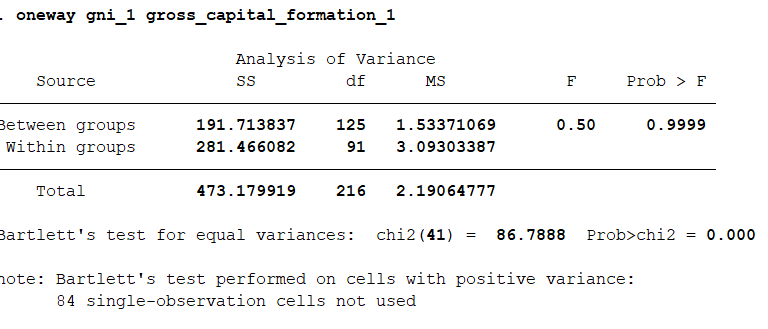 . oneway gni_1 gross_capital_formation_1
Analysis of Variance
Source SS df MS F Prob > F
Between groups 191.713837 125 1.53371069 0.50 0.9999
Within groups 281.466082 91 3.09303387
Total 473.179919 216 2.19064777
Bartlett's test for equal variances: chi2(41) = 86.7888 Prob>chi2 = 0.000
note: Bartlett's test performed on cells with positive variance:
84 single-observation cells not used